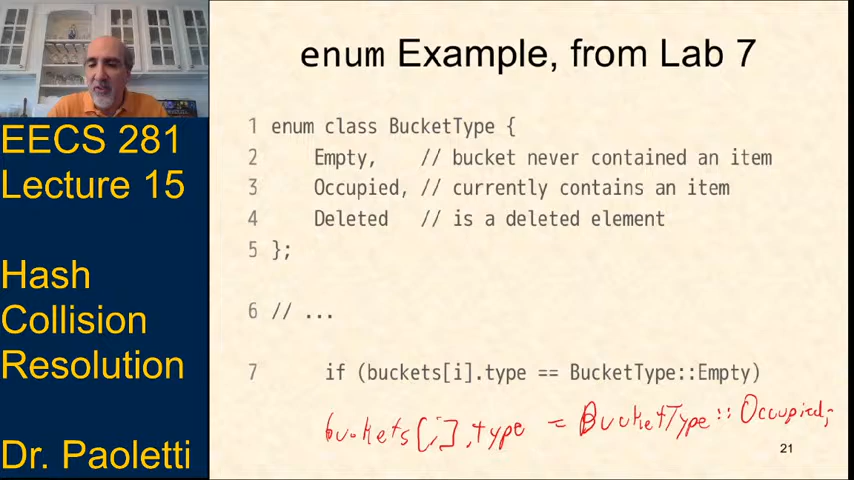 EECS 281
Lecture 15
Hash
Collision
Resolution
Dr. Paoletti
enum Example, from Lab 7
1 enum class BucketType {
2 Empty, // bucket never contained an item
3 Occupied, // currently contains an item
4 Deleted // is a deleted element
5 };
6 // ...
7 if (buckets[i].type == BucketType::Empty)
buckets[i].type = BucketType::Occupied;
21